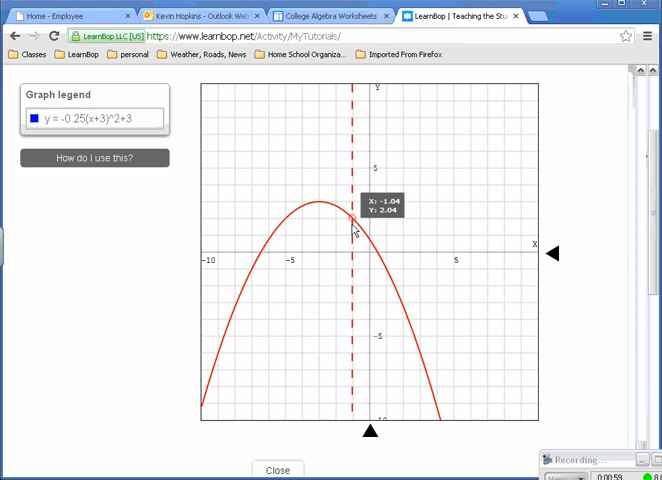 Home - Employee
Kevin Hopkins - Outlook Web
College Algebra Worksheets
LearnBop | Teaching the Stu
LearnBop LLC [US]
https://www.learnbop.net/Activity/MyTutorials/
Classes
LearnBop
personal
Weather, Roads, News
Home School Organiza...
Imported From Firefox
Graph legend
y = -0.25(x+3)^2+3
How do I use this?
Y
5
X: -1.04
Y: 2.04
X
-10
-5
5
-5
-10
Close
Recording...
0:00:59